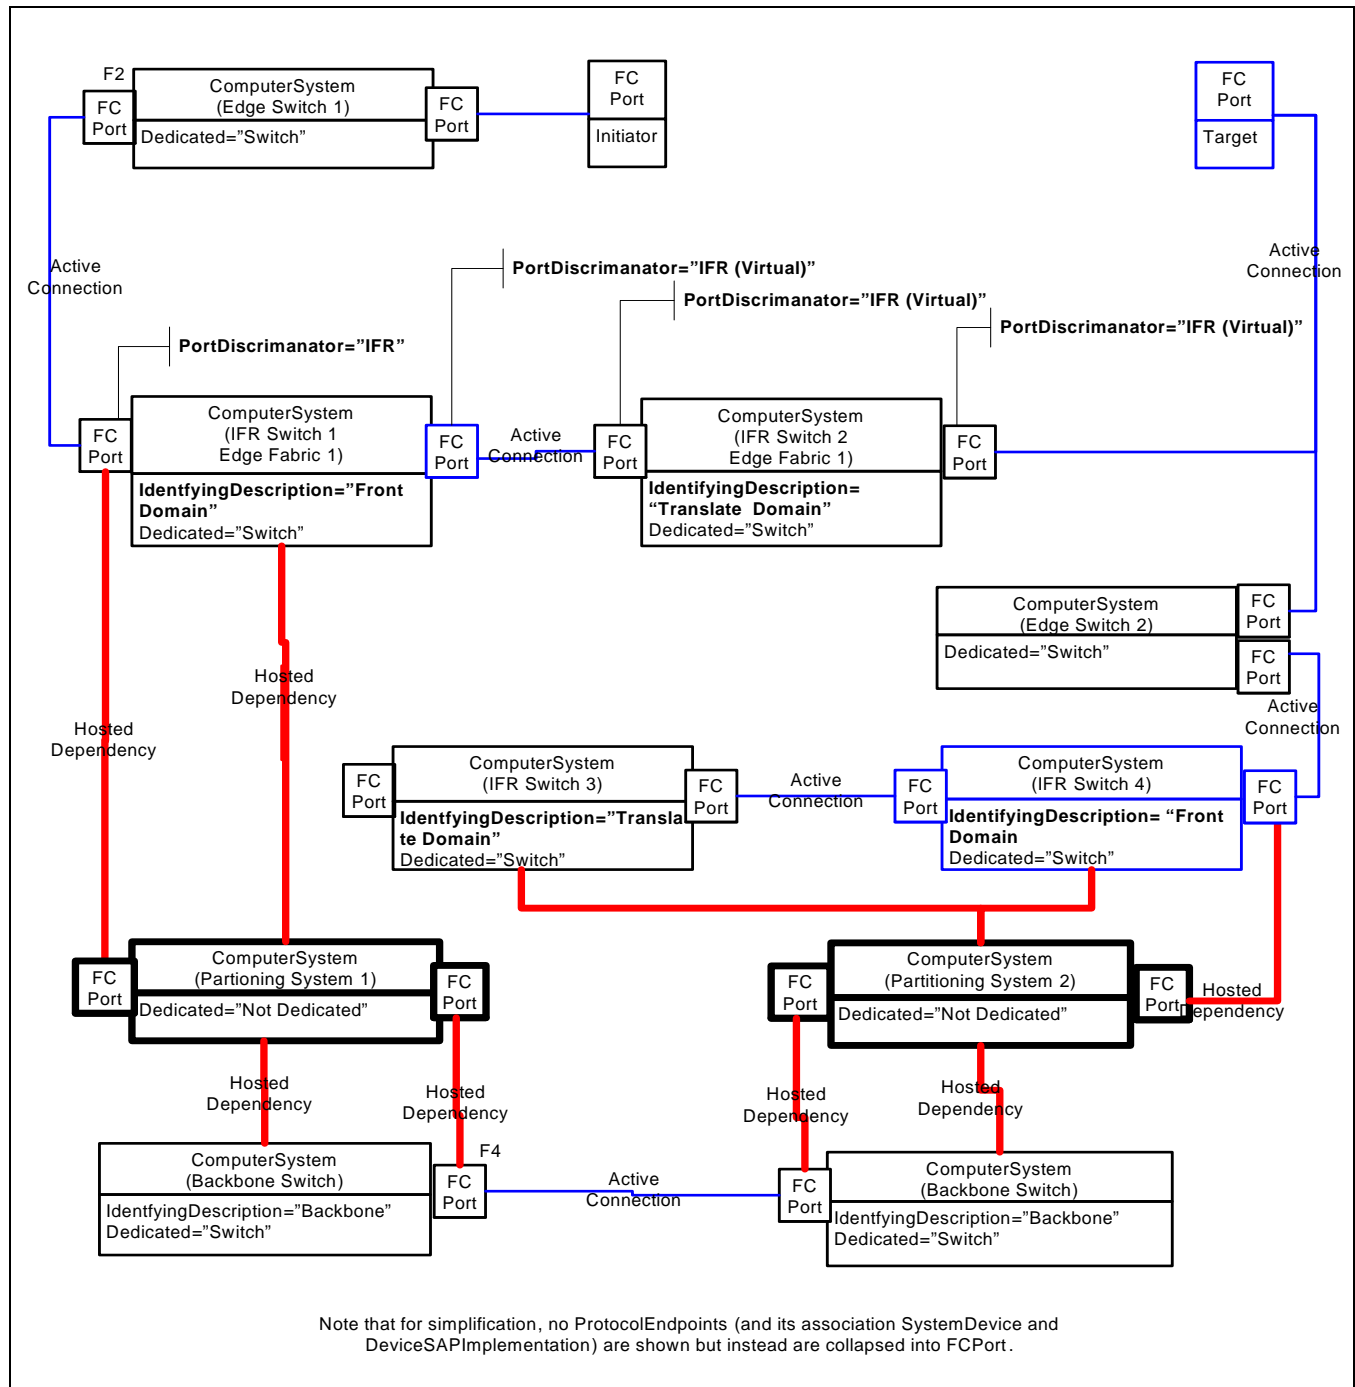 F2
FC
Port
ComputerSystem
(Edge Switch 1)
Dedicated="Switch"
FC
Port
FC
Port
Initiator
FC
Port
Target
Active
Connection
Active
Connection
PortDiscrimanator="IFR (Virtual)"
PortDiscrimanator="IFR (Virtual)"
PortDiscrimanator="IFR (Virtual)"
PortDiscrimanator="IFR"
FC
Port
ComputerSystem
(IFR Switch 1
Edge Fabric 1)
IdentfyingDescription="Front
Domain"
Dedicated="Switch"
FC
Port
Active
Connection
FC
Port
ComputerSystem
(IFR Switch 2
Edge Fabric 1)
IdentifyingDescription=
“Translate Domain”
Dedicated="Switch"
FC
Port
ComputerSystem
(Edge Switch 2)
Dedicated="Switch"
FC
Port
FC
Port
Hosted
Dependency
Hosted
Dependency
Active
Connection
FC
Port
ComputerSystem
(IFR Switch 3)
IdentfyingDescription="Transla
te Domain"
Dedicated="Switch"
FC
Port
Active
Connection
FC
Port
ComputerSystem
(IFR Switch 4)
IdentifyingDescription= “Front
Domain
Dedicated="Switch"
FC
Port
FC
Port
ComputerSystem
(Partioning System 1)
Dedicated="Not Dedicated"
FC
Port
FC
Port
ComputerSystem
(Partitioning System 2)
Dedicated="Not Dedicated"
FC
Port
Hosted
Dependency
Hosted
Dependency
Hosted
Dependency
Hosted
Dependency
Hosted
Dependency
ComputerSystem
(Backbone Switch)
IdentfyingDescription="Backbone"
Dedicated="Switch"
F4
FC
Port
Active
Connection
FC
Port
ComputerSystem
(Backbone Switch)
IdentfyingDescription="Backbone"
Dedicated="Switch"
Note that for simplification, no ProtocolEndpoints (and its association SystemDevice and
DeviceSAPImplementation) are shown but instead are collapsed into FCPort.